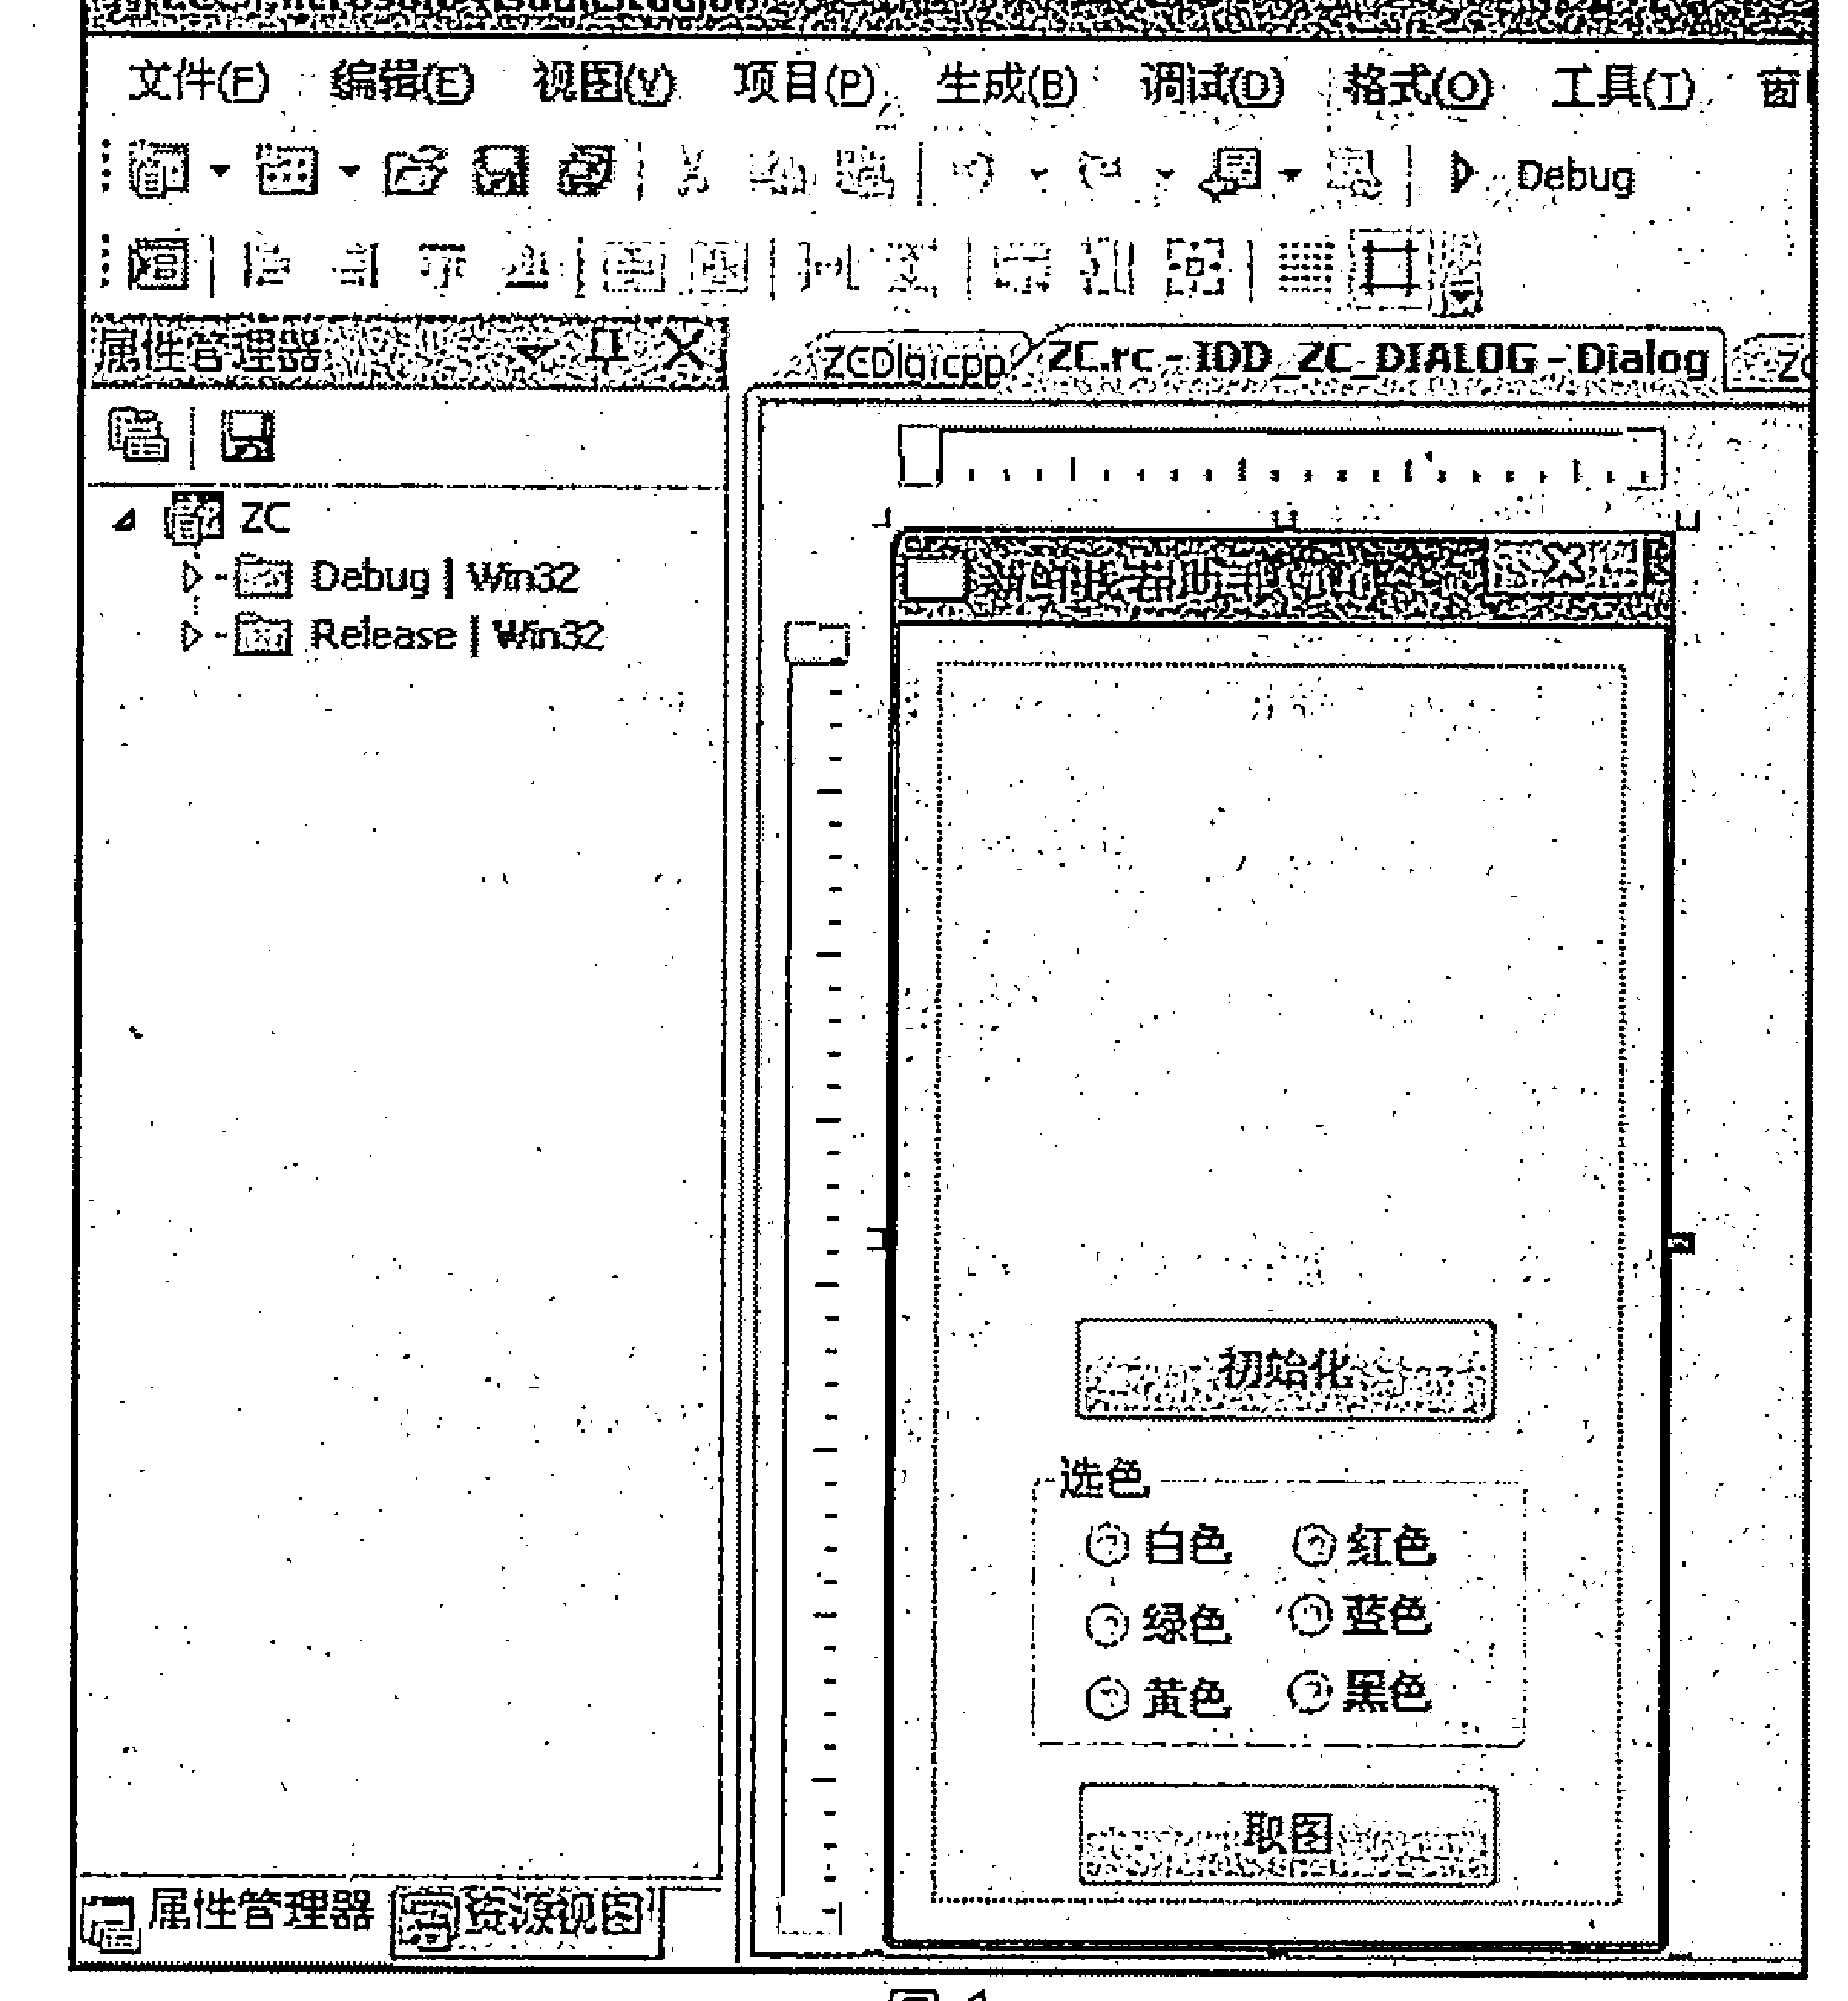 文件(F) 编辑(E) 视图(V) 项目(P) 生成(B) 调试(D) 格式(O) 工具(T) 窗
Debug
属性管理器
ZCDlg.cpp ZC.rc - IDD_ZC_DIALOG - Dialog
ZC
Debug | Win32
Release | Win32
初始化
选色
白色 红色
绿色 蓝色
黄色 黑色
取图
属性管理器 资源视图